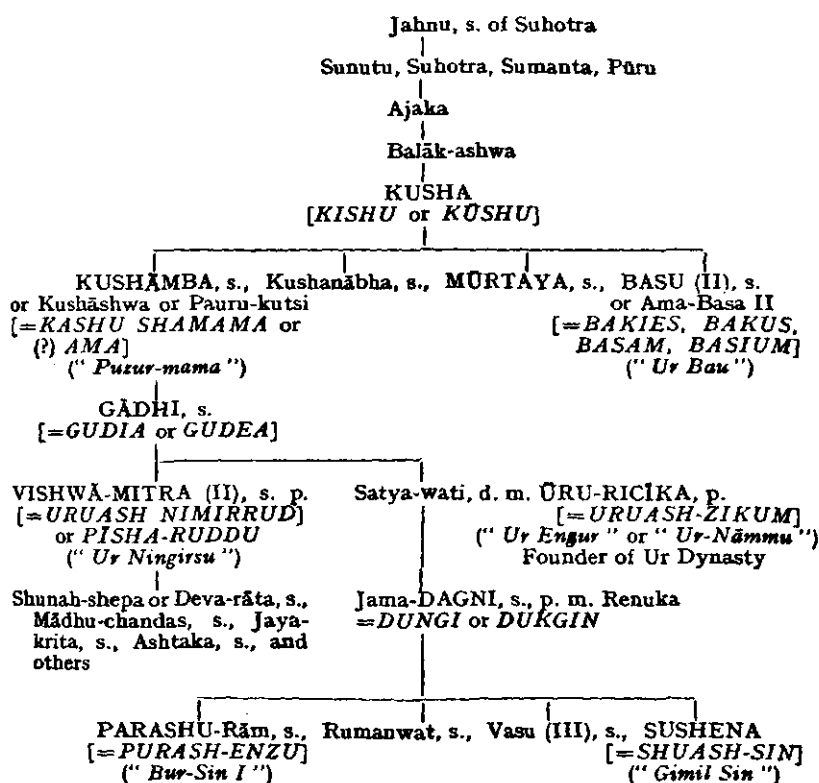 Jahnu, s. of Suhotra
Sunutu, Suhotra, Sumanta, Pūru
Ajaka
Balāk-ashwa
KUSHA
[KISHU or KŪSHU]
KUSHĀMBA, s., Kushanābha, s., MŪRTAYA, s., BASU (II), s.
or Kushāshwa or Pauru-kutsi or Ama-Basa II
[=KASHU SHAMAMA or [=BAKIES, BAKUS,
(?) AMA] BASAM, BASIUM]
(" Puzur-mama ") (" Ur Bau ")
GĀDHI, s.
[=GUDIA or GUDEA]
VISHWĀ-MITRA (II), s. p. Satya-wati, d. m. ŪRU-RICĪKA, p.
[=URUASH NIMIRRUD] [=URUASH-ZIKUM]
or PĪSHA-RUDDU (" Ur Engur " or " Ur-Nāmmu ")
(" Ur Ningirsu ") Founder of Ur Dynasty
Shunah-shepa or Deva-rāta, s., Jama-DAGNI, s., p. m. Renuka
Mādhu-chandas, s., Jaya- =DUNGI or DUKGIN
krita, s., Ashtaka, s., and
others
PARASHU-Rām, s., Rumanwat, s., Vasu (III), s., SUSHENA
[=PURASH-ENZU] [=SHUASH-SIN]
(" Bur-Sin I ") (" Gimil Sin ")